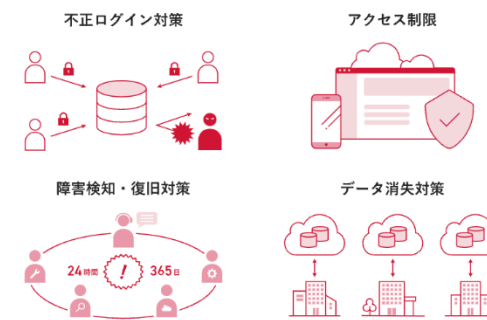 不正ログイン対策
アクセス制限
障害検知・復旧対策
24時間 ! 365日
データ消失対策